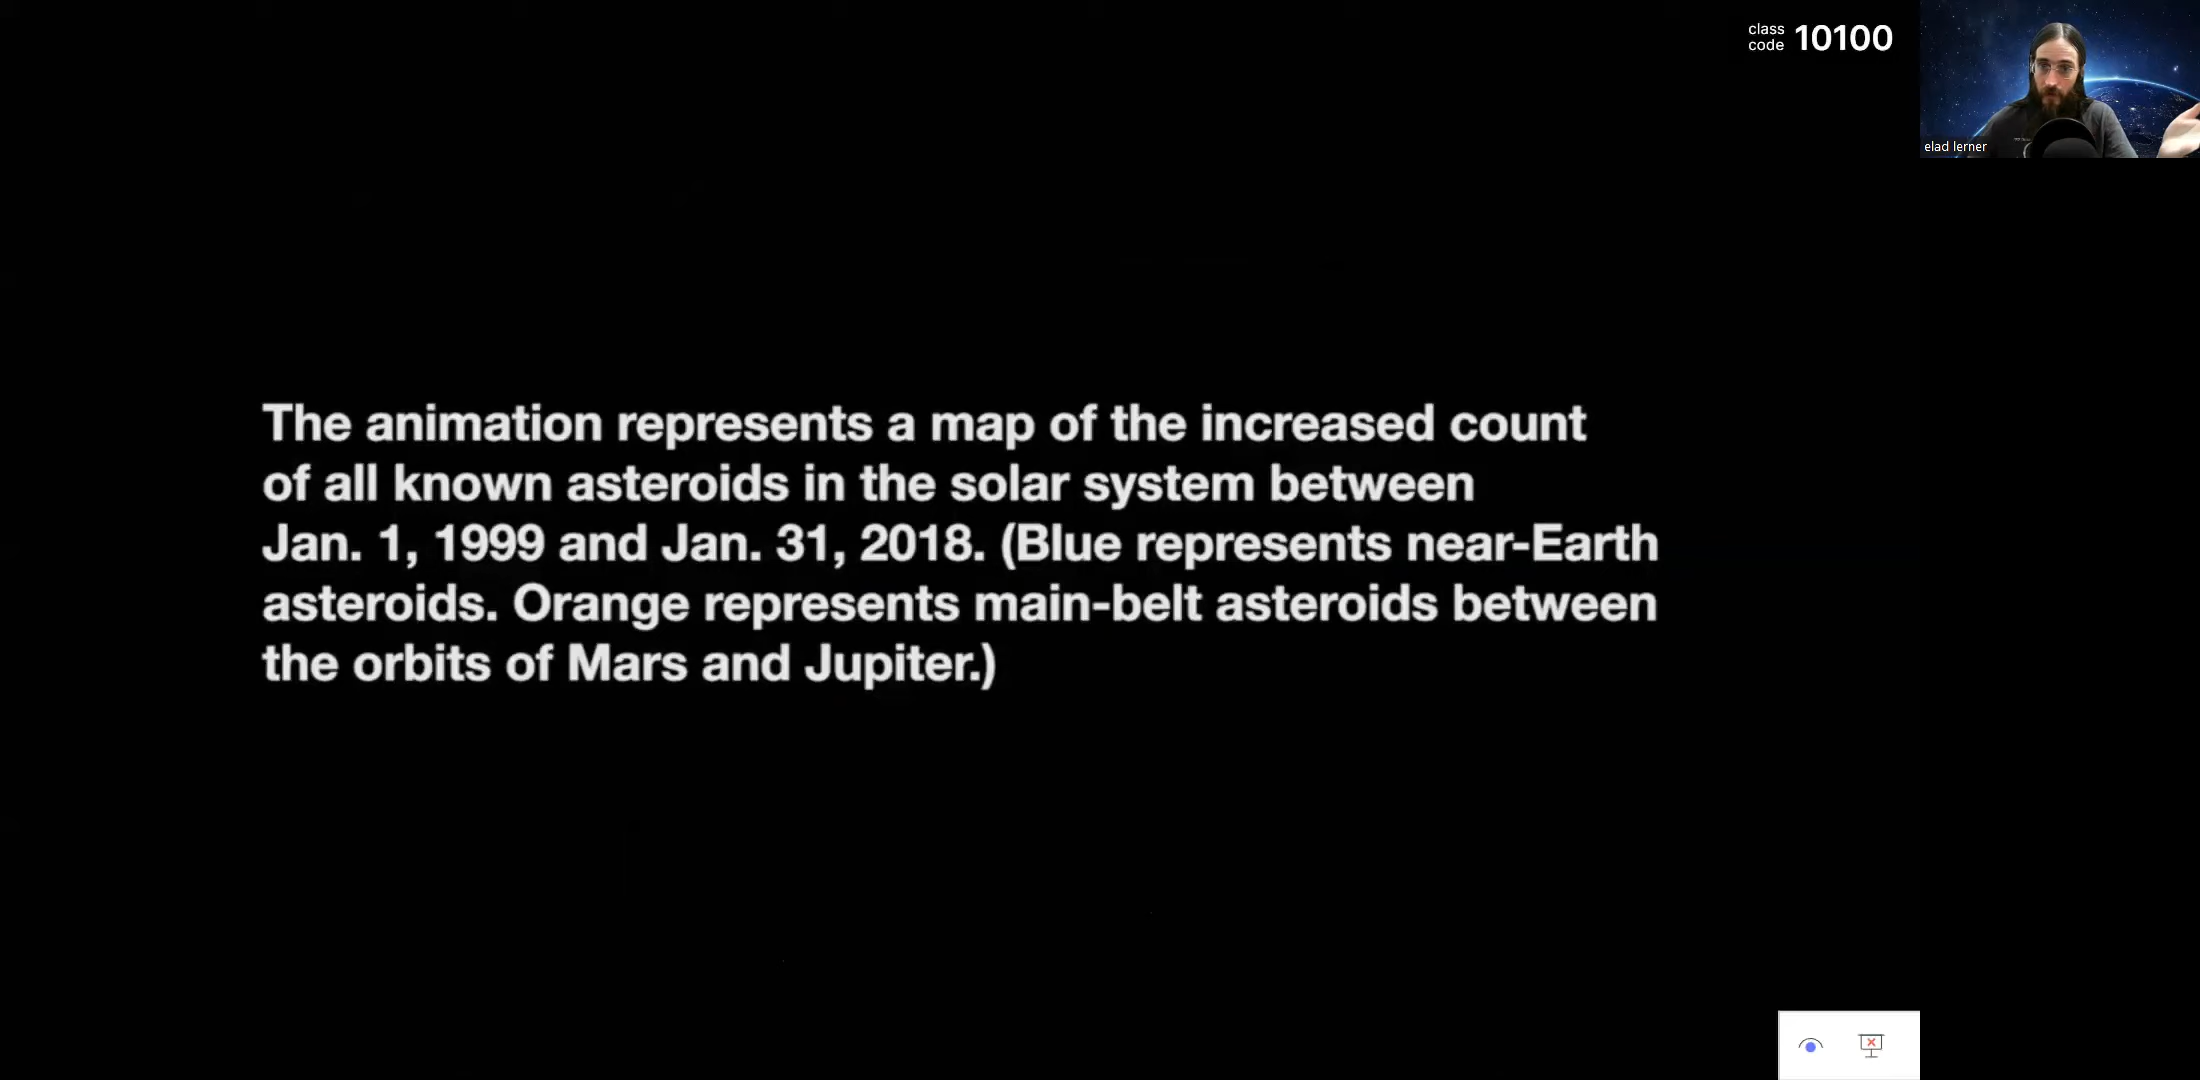 class
code 10100
elad lerner
The animation represents a map of the increased count
of all known asteroids in the solar system between
Jan. 1, 1999 and Jan. 31, 2018. (Blue represents near-Earth
asteroids. Orange represents main-belt asteroids between
the orbits of Mars and Jupiter.)